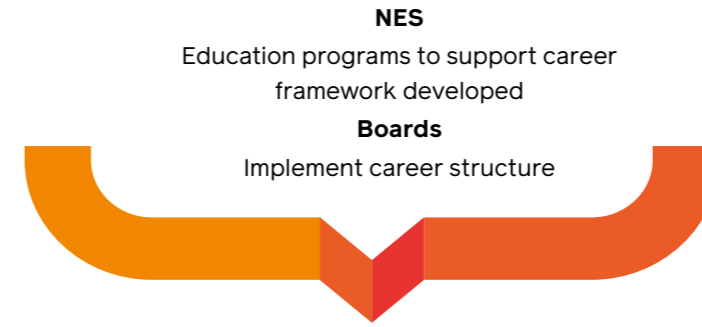 NES
Education programs to support career
framework developed
Boards
Implement career structure